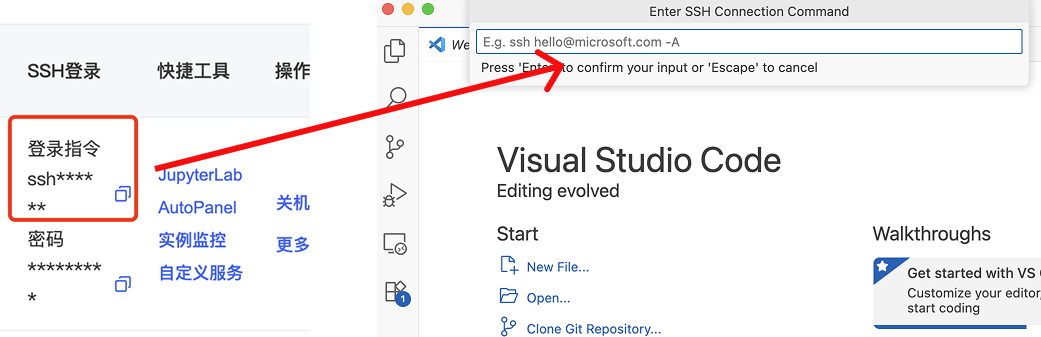 SSH登录 快捷工具 操作
登录指令
ssh****
**
密码
********
*
JupyterLab
AutoPanel
实例监控
自定义服务
关机
更多
Enter SSH Connection Command
We
E.g. ssh hello@microsoft.com -A
Press 'Enter' to confirm your input or 'Escape' to cancel
Visual Studio Code
Editing evolved
Start
New File...
Open...
Clone Git Repository...
1
Walkthroughs
Get started with VS C
Customize your editor,
start coding